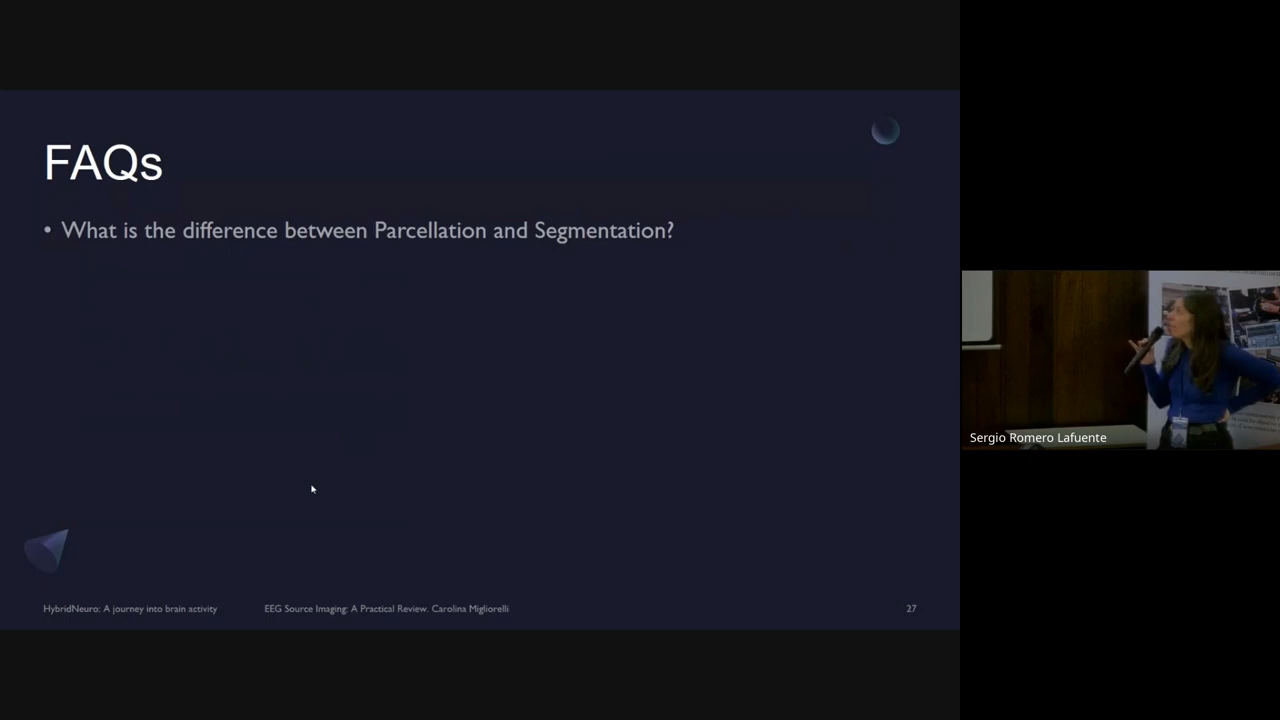 FAQs
• What is the difference between Parcellation and Segmentation?
HybridNeuro: A journey into brain activity
EEG Source Imaging: A Practical Review. Carolina Migliorelli
27
Sergio Romero Lafuente